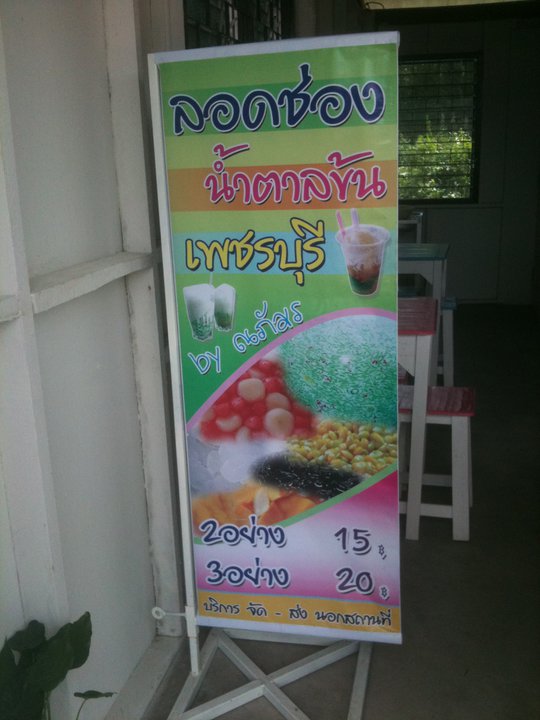 ลอดช่อง
น้ำตาลข้น
เพชรบุรี
by ณภัสร
2อย่าง 15 ฿
3อย่าง 20 ฿
บริการ จัด - ส่ง นอกสถานที่